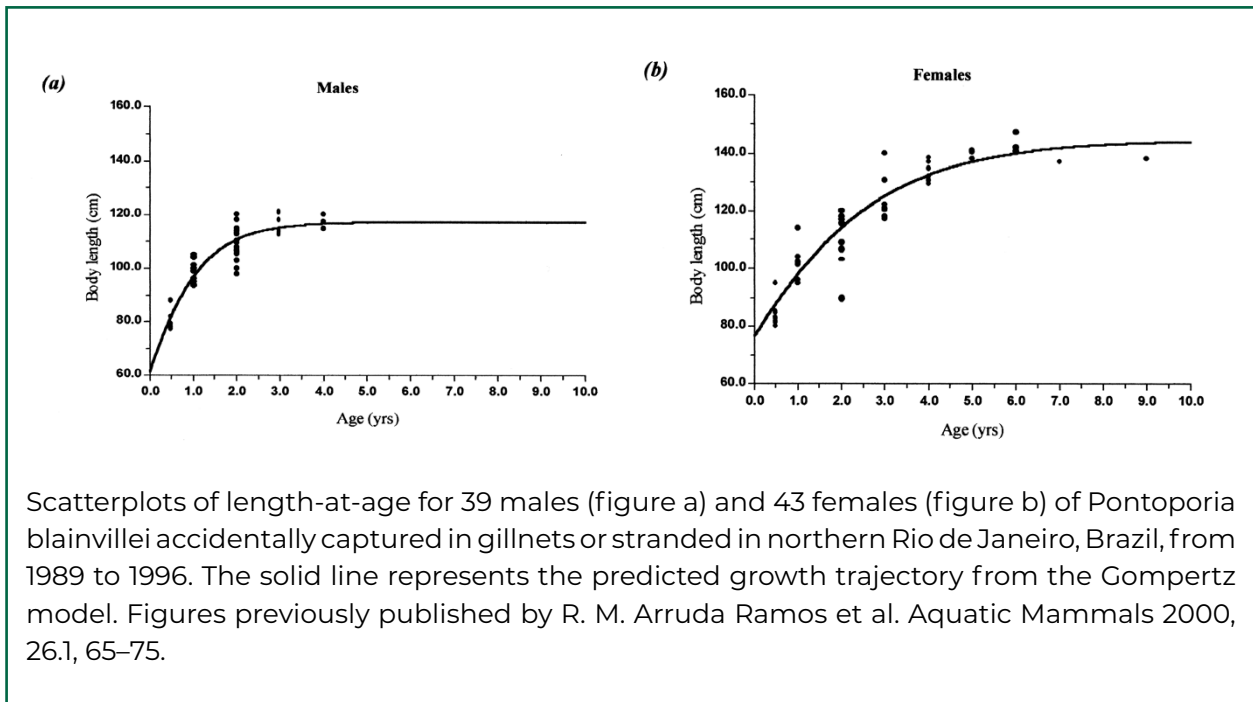 (a)
Males
160.0
140.0
120.0
100.0
80.0
60.0
Body length (cm)
0.0 1.0 2.0 3.0 4.0 5.0 6.0 7.0 8.0 9.0 10.0
Age (yrs)
(b)
Females
160.0
140.0
120.0
100.0
80.0
60.0
Body length (cm)
0.0 1.0 2.0 3.0 4.0 5.0 6.0 7.0 8.0 9.0 10.0
Age (yrs)
Scatterplots of length-at-age for 39 males (figure a) and 43 females (figure b) of Pontoporia
blainvillei accidentally captured in gillnets or stranded in northern Rio de Janeiro, Brazil, from
1989 to 1996. The solid line represents the predicted growth trajectory from the Gompertz
model. Figures previously published by R. M. Arruda Ramos et al. Aquatic Mammals 2000,
26.1, 65–75.